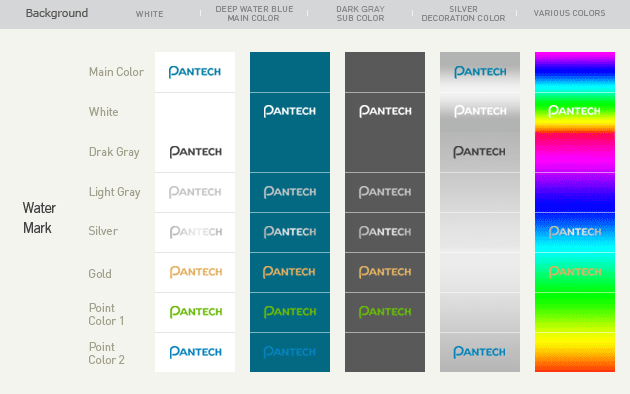 Background WHITE DEEP WATER BLUE MAIN COLOR DARK GRAY SUB COLOR SILVER DECORATION COLOR VARIOUS COLORS
Water Mark
Main Color PANTECH PANTECH
White PANTECH PANTECH PANTECH PANTECH
Drak Gray PANTECH PANTECH
Light Gray PANTECH PANTECH PANTECH
Silver PANTECH PANTECH PANTECH PANTECH
Gold PANTECH PANTECH PANTECH PANTECH
Point
Color 1 PANTECH PANTECH PANTECH
Point
Color 2 PANTECH PANTECH PANTECH